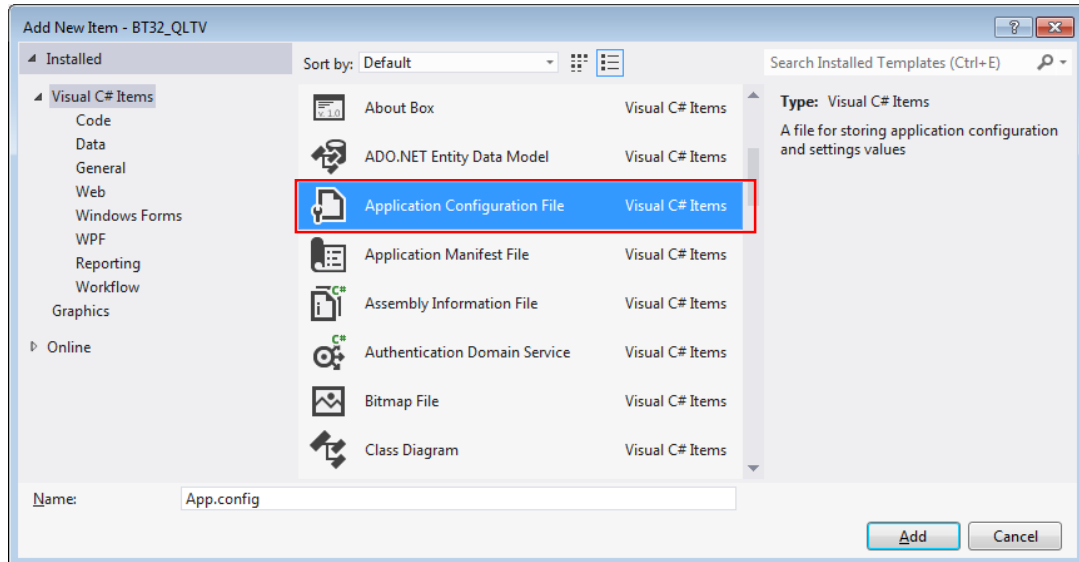 Add New Item - BT32_QLTV
Installed
Sort by: Default
Search Installed Templates (Ctrl+E)
Visual C# Items
Code
Data
General
Web
Windows Forms
WPF
Reporting
Workflow
Graphics
Online
About Box Visual C# Items
ADO.NET Entity Data Model Visual C# Items
Application Configuration File Visual C# Items
Application Manifest File Visual C# Items
Assembly Information File Visual C# Items
Authentication Domain Service Visual C# Items
Bitmap File Visual C# Items
Class Diagram Visual C# Items
Type: Visual C# Items
A file for storing application configuration
and settings values
Name: App.config
Add Cancel